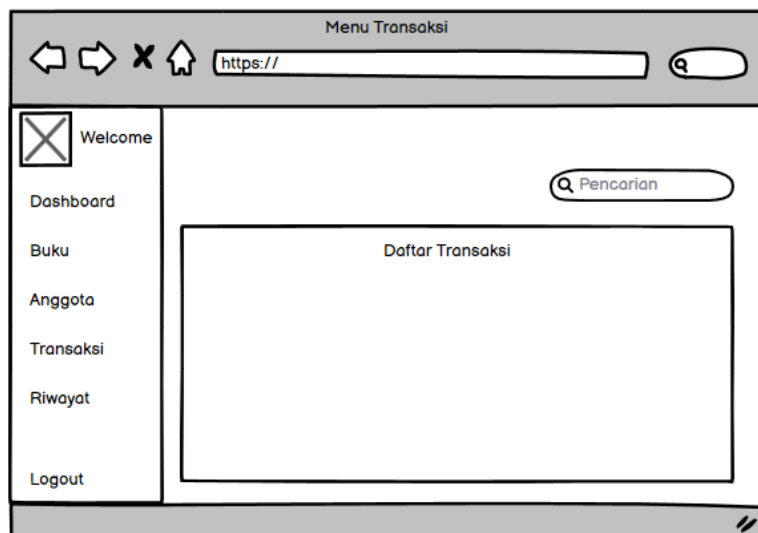 Menu Transaksi
https://
Welcome
Pencarian
Dashboard
Buku
Daftar Transaksi
Anggota
Transaksi
Riwayat
Logout